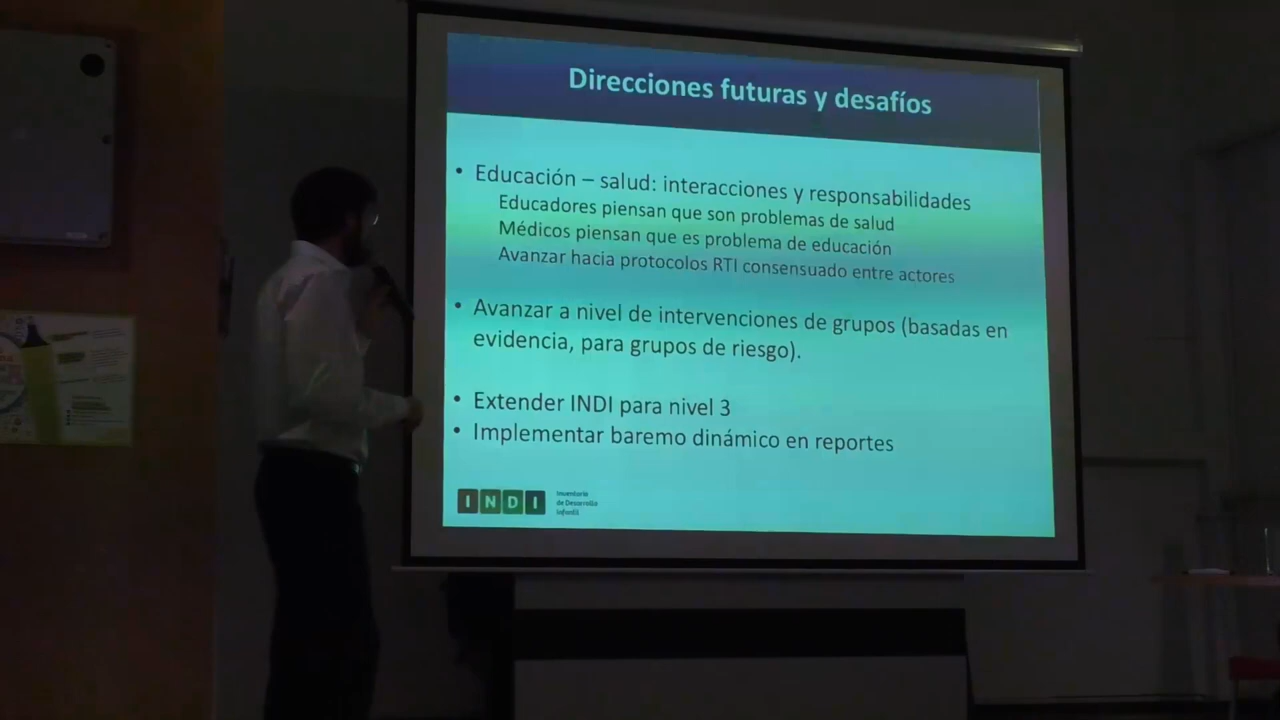 Direcciones futuras y desafíos
• Educación – salud: interacciones y responsabilidades
Educadores piensan que son problemas de salud
Médicos piensan que es problema de educación
Avanzar hacia protocolos RTI consensuado entre actores
• Avanzar a nivel de intervenciones de grupos (basadas en
evidencia, para grupos de riesgo).
• Extender INDI para nivel 3
• Implementar baremo dinámico en reportes
INDI
Inventario
de Desarrollo
Infantil